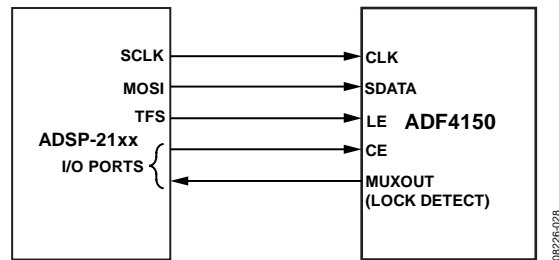 SCLK
MOSI
TFS
ADSP-21xx
I/O PORTS
CLK
SDATA
LE
ADF4150
CE
MUXOUT
(LOCK DETECT)
08226-028